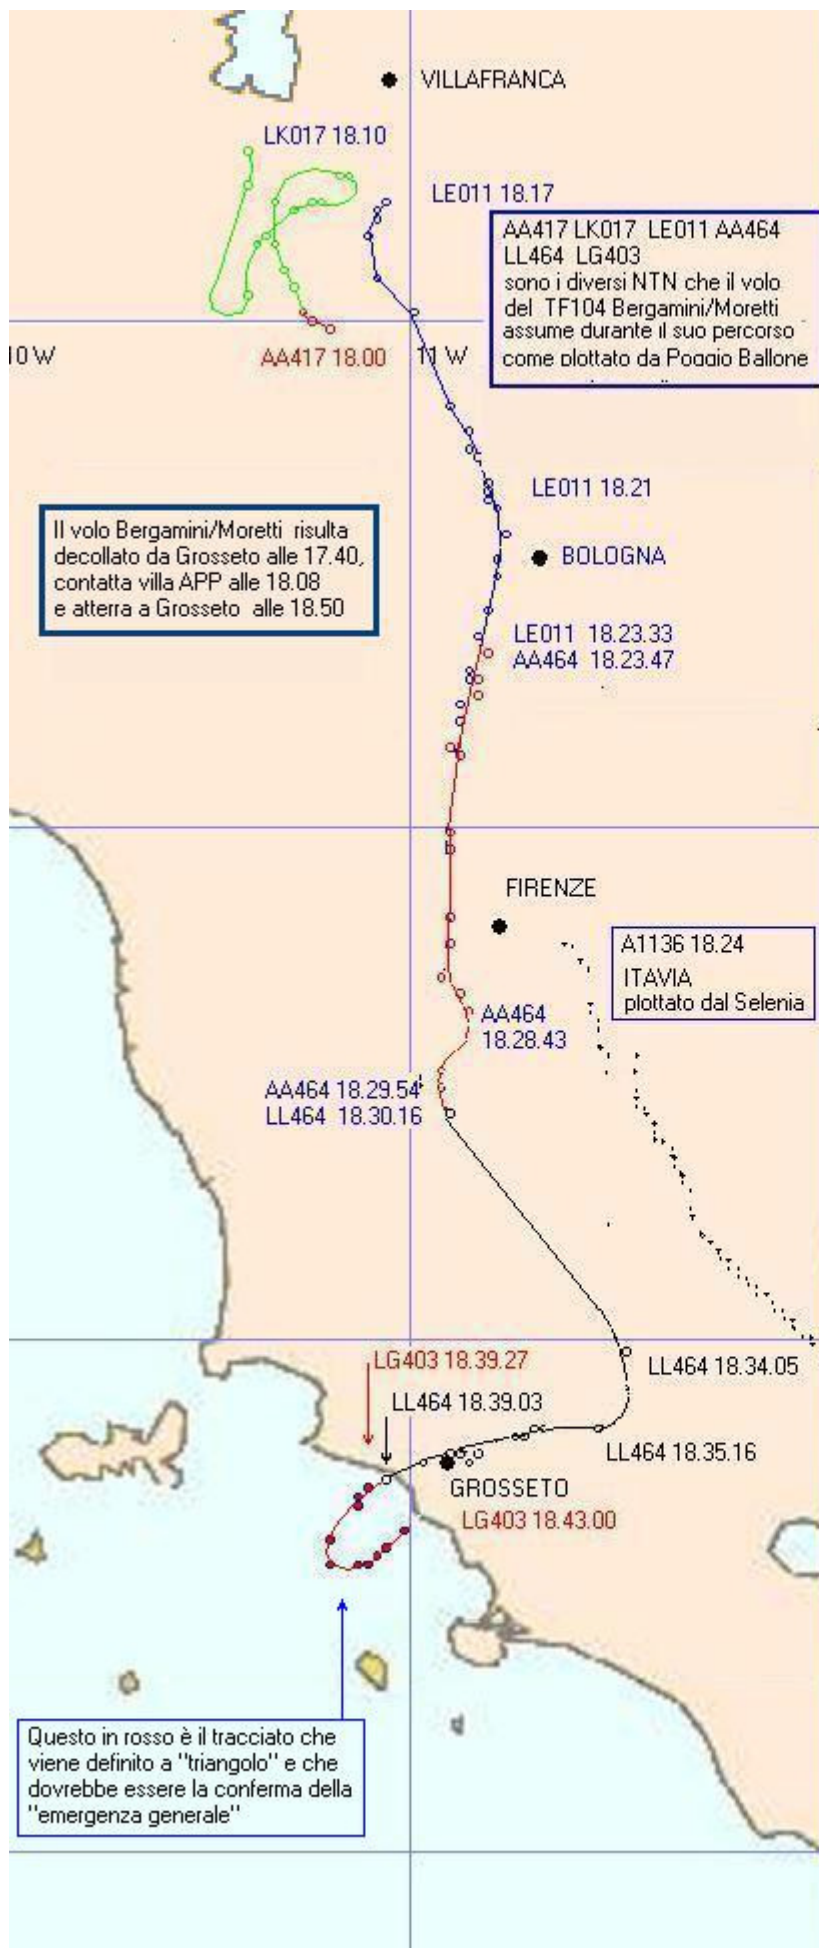 VILLAFRANCA
LK017 18.10
LE011 18.17
AA417 LK017 LE011 AA464
LL464 LG403
sono i diversi NTN che il volo
del TF104 Bergamini/Moretti
assume durante il suo percorso
come plottato da Poggio Ballone
10 W
AA417 18.00
11 W
LE011 18.21
Il volo Bergamini/Moretti risulta
decollato da Grosseto alle 17.40,
contatta villa APP alle 18.08
e atterra a Grosseto alle 18.50
BOLOGNA
LE011 18.23.33
AA464 18.23.47
FIRENZE
A1136 18.24
ITAVIA
plottato dal Selenia
AA464
18.28.43
AA464 18.29.54
LL464 18.30.16
LG403 18.39.27
LL464 18.34.05
LL464 18.39.03
LL464 18.35.16
GROSSETO
LG403 18.43.00
Questo in rosso è il tracciato che
viene definito a "triangolo" e che
dovrebbe essere la conferma della
"emergenza generale"